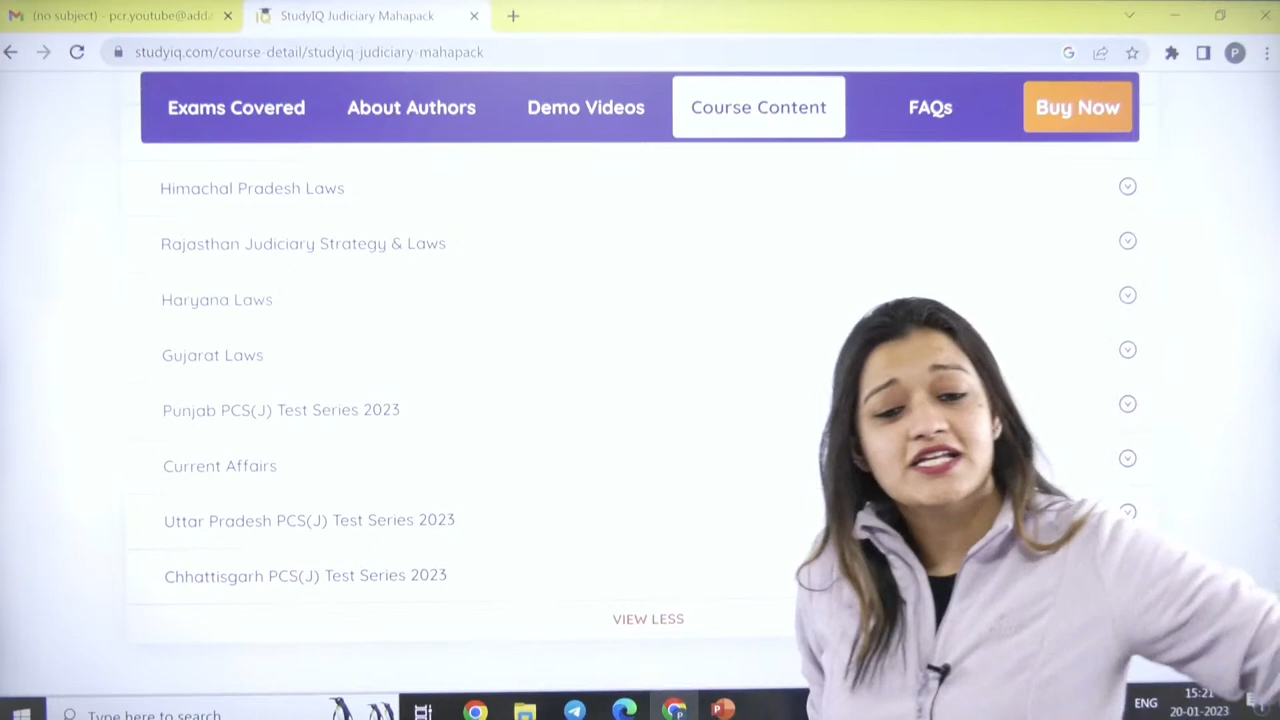 (no subject) - pcr.youtube@adda
StudyIQ Judiciary Mahapack
studyiq.com/course-detail/studyiq-judiciary-mahapack
P
Exams Covered
About Authors
Demo Videos
Course Content
FAQs
Buy Now
Himachal Pradesh Laws
Rajasthan Judiciary Strategy & Laws
Haryana Laws
Gujarat Laws
Punjab PCS(J) Test Series 2023
Current Affairs
Uttar Pradesh PCS(J) Test Series 2023
Chhattisgarh PCS(J) Test Series 2023
VIEW LESS
Type here to search
ENG
15:21
20-01-2023